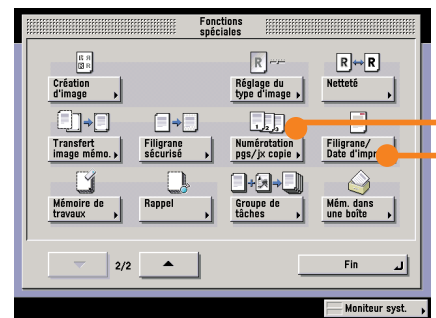 Fonctions
spéciales
Création
d'image
Réglage du
type d'image
Netteté
Transfert
image mémo.
Filigrane
sécurisé
Numérotation
pgs/jx copie
Filigrane/
Date d'impr
Mémoire de
travaux
Rappel
Groupe de
tâches
Mém. dans
une boîte
2/2
Fin
Moniteur syst.